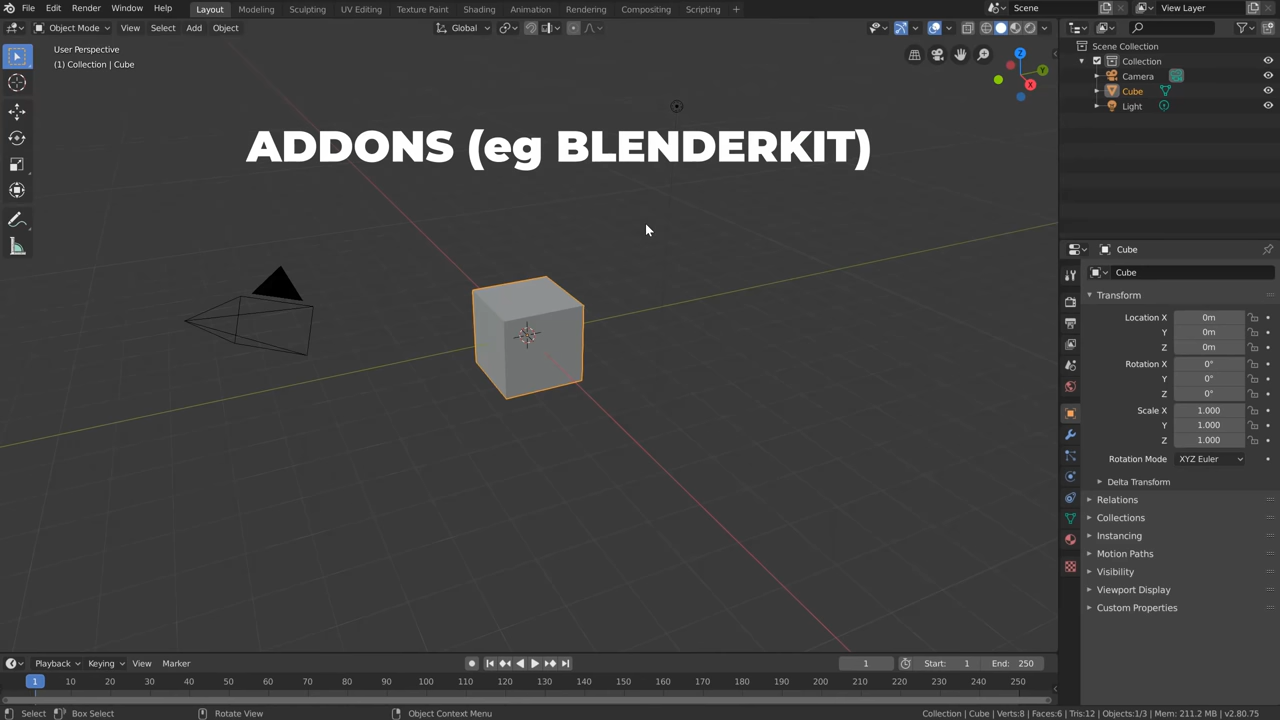 File Edit Render Window Help Layout Modeling Sculpting UV Editing Texture Paint Shading Animation Rendering Compositing Scripting + Scene View Layer
Object Mode View Select Add Object Global
User Perspective
(1) Collection | Cube
ADDONS (eg BLENDERKIT)
Z
Y
X
Scene Collection
Collection
Camera
Cube
Light
Cube
Cube
Transform
Location X 0m
Y 0m
Z 0m
Rotation X 0°
Y 0°
Z 0°
Scale X 1.000
Y 1.000
Z 1.000
Rotation Mode XYZ Euler
Delta Transform
Relations
Collections
Instancing
Motion Paths
Visibility
Viewport Display
Custom Properties
Playback Keying View Marker 1 Start: 1 End: 250
1 10 20 30 40 50 60 70 80 90 100 110 120 130 140 150 160 170 180 190 200 210 220 230 240 250
Select Box Select Rotate View Object Context Menu Collection | Cube | Verts:8 | Faces:6 | Tris:12 | Objects:1/3 | Mem: 211.2 MB | v2.80.75